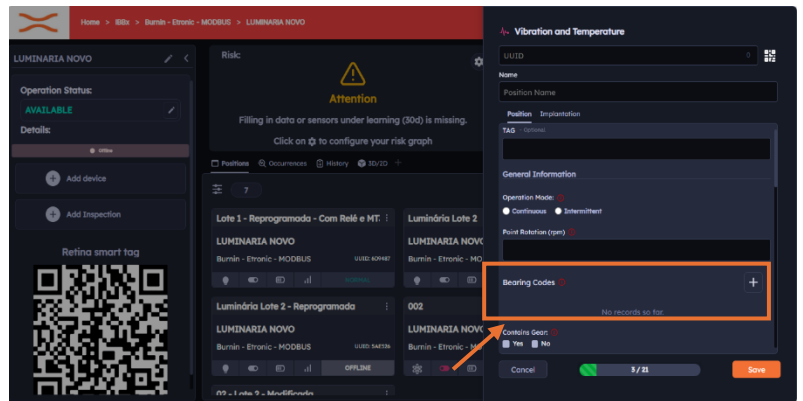 Home > IBBx > Burnin - Etronic - MODBUS > LUMINARIA NOVO
LUMINARIA NOVO
Operation Status:
AVAILABLE
Details:
Offline
Add device
Add Inspection
Retina smart tag
Risk:
Attention
Filling in data or sensors under learning
(30d) is missing.
Click on to configure your risk graph
Positions Occurrences History 3D/2D
7
Lote 1 - Reprogramada - Com Relé e MT.
LUMINARIA NOVO
Burnin - Etronic - MODBUS
Luminária Lote 2
LUMINARIA NOVO
Burnin - Etronic - MO
Luminária Lote 2 - Reprogramada
LUMINARIA NOVO
Burnin - Etronic - MODBUS
OFFLINE
002
LUMINARIA NOVO
Burnin - Etronic - MO
02 - Lote 2 - Modificada
Vibration and Temperature
UUID
0
Name
Position Name
Position Implantation
TAG - Optional
General Information
Operation Mode:
Continuous Intermittent
Point Rotation (rpm)
Bearing Codes
No records so far.
Contains Gear:
Yes No
Cancel
3/21
Save